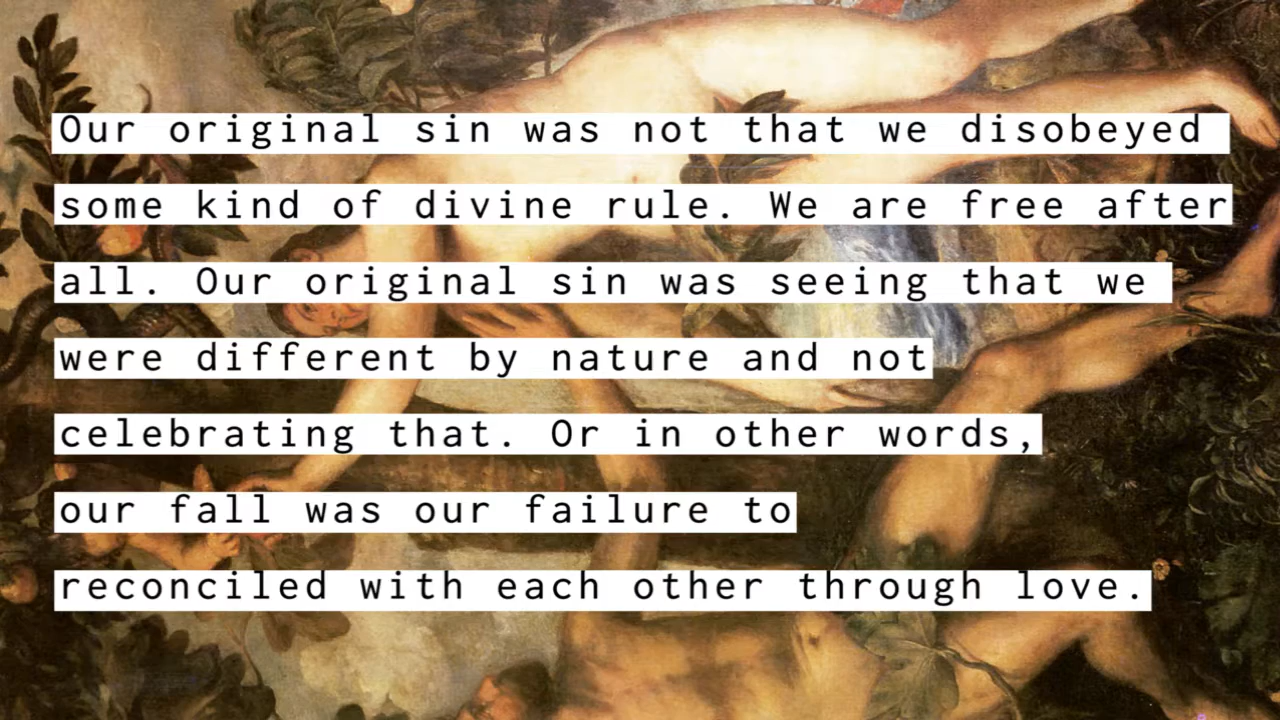 Our original sin was not that we disobeyed
some kind of divine rule. We are free after
all. Our original sin was seeing that we
were different by nature and not
celebrating that. Or in other words,
our fall was our failure to
reconciled with each other through love.